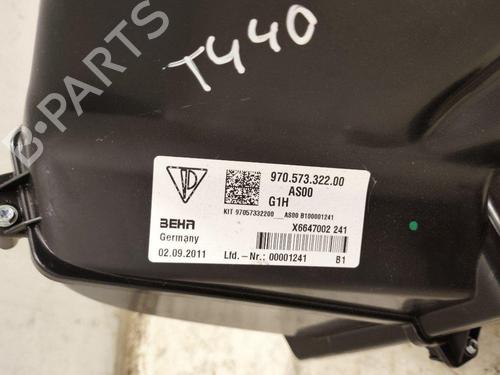 T440
B-PARTS
970.573.322.00
AS00
G1H
KIT 97057332200 AS00 B100001241
BEHR
X6647002 241
Germany
02.09.2011 Lfd.-Nr.: 00001241 B1